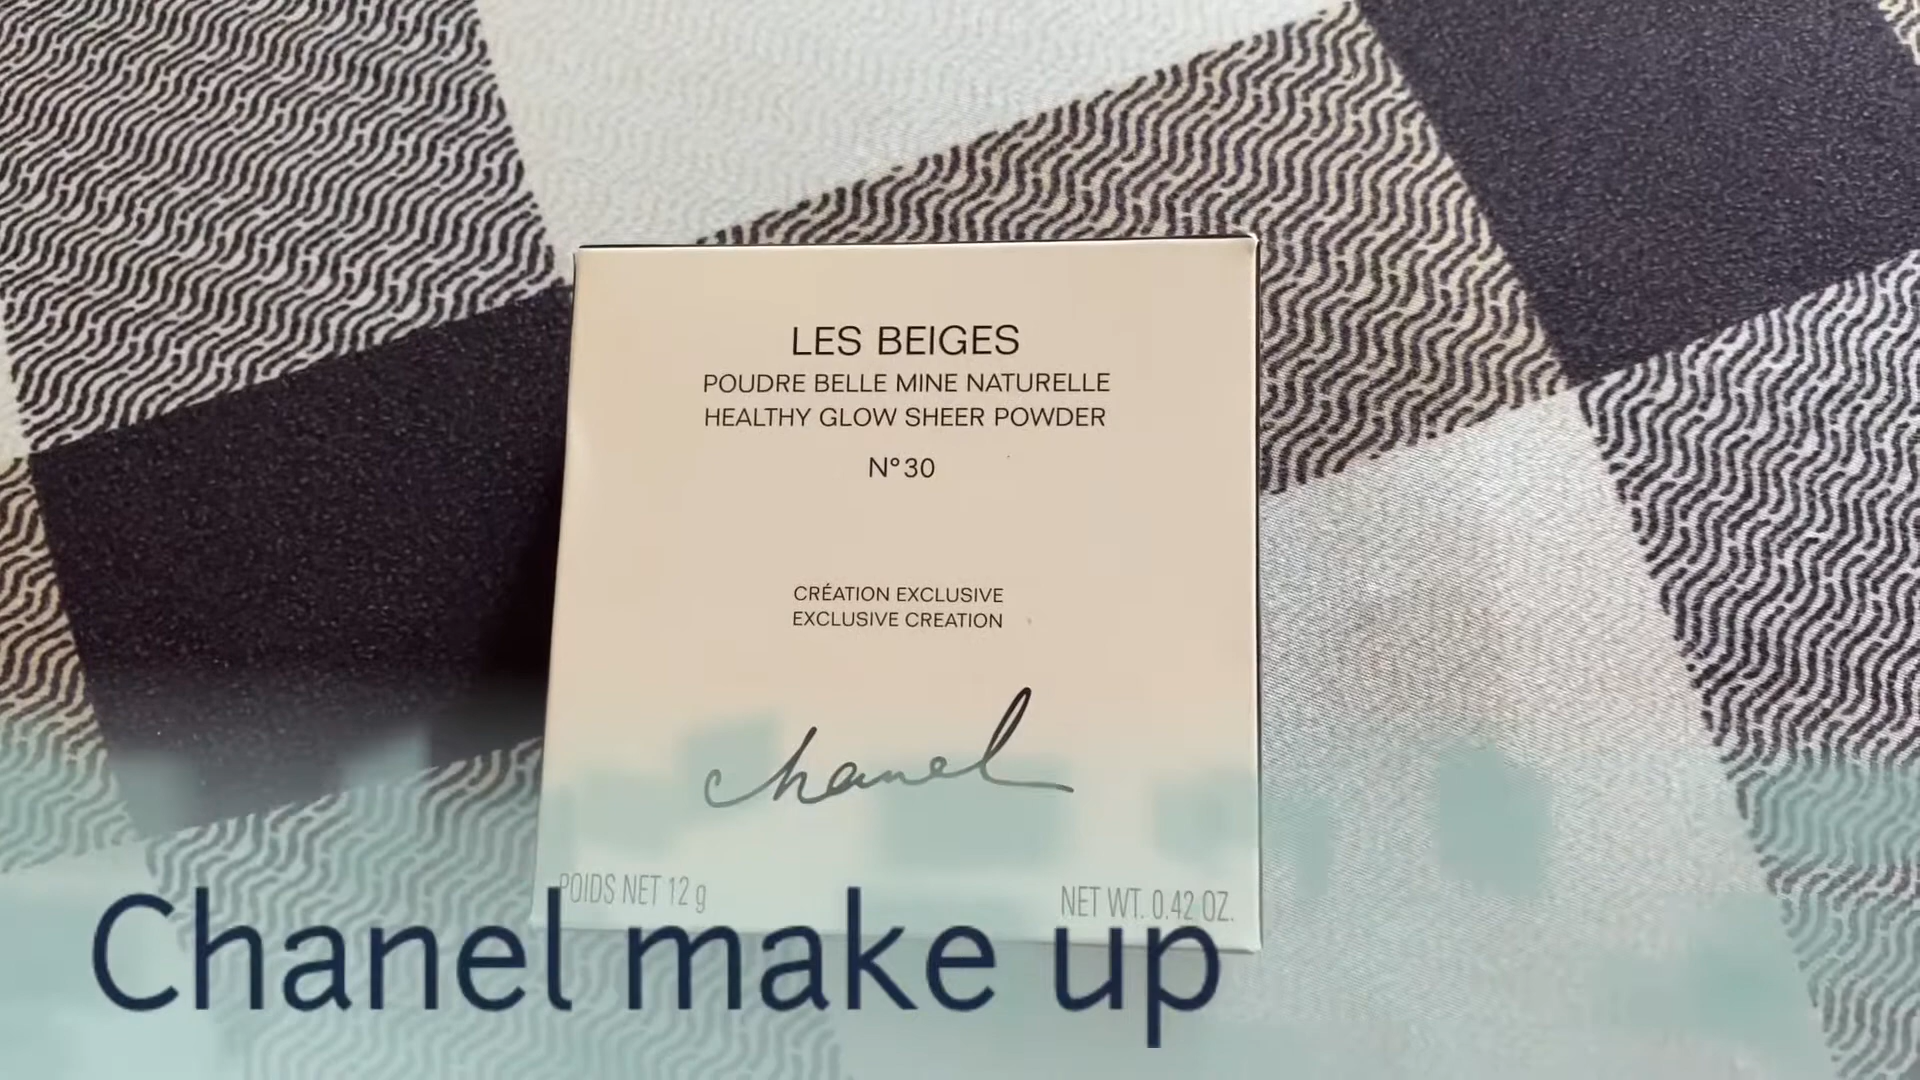 LES BEIGES
POUDRE BELLE MINE NATURELLE
HEALTHY GLOW SHEER POWDER
N°30
CRÉATION EXCLUSIVE
EXCLUSIVE CREATION
chanel
POIDS NET 12 g
NET WT. 0.42 OZ.
Chanel make up